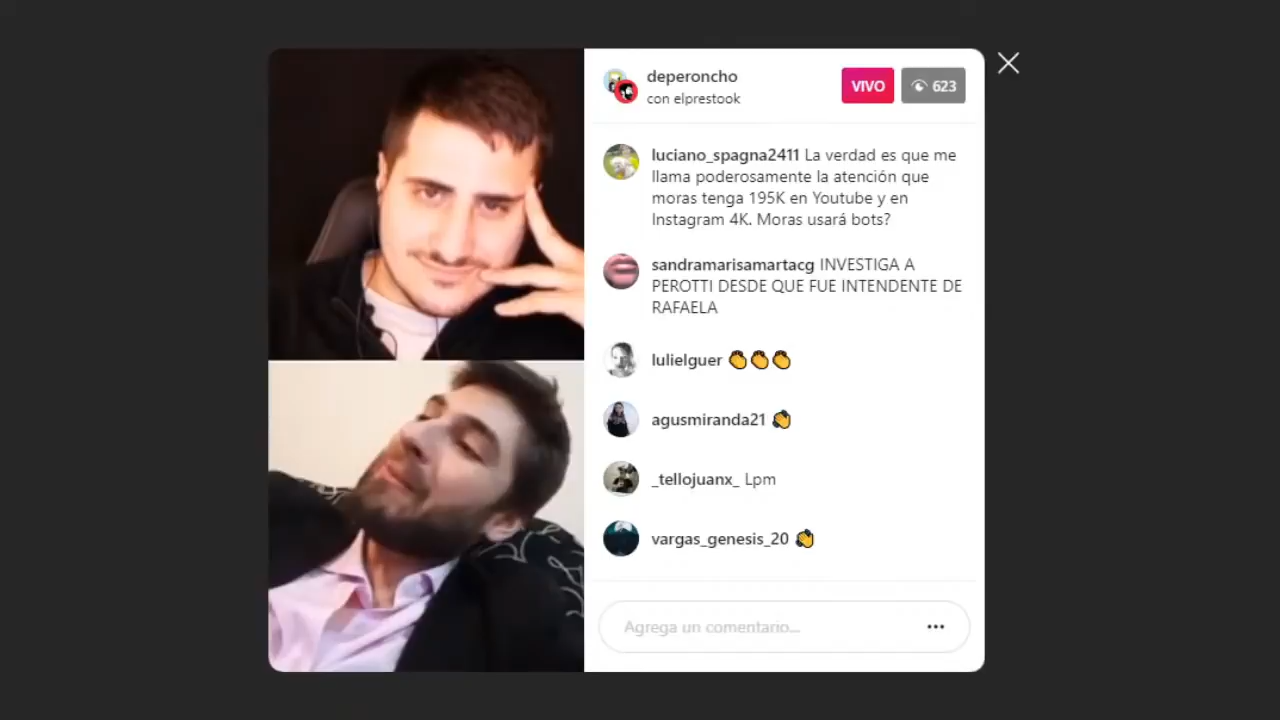 deperoncho
con elprestook
VIVO
623
luciano_spagna2411 La verdad es que me
llama poderosamente la atención que
moras tenga 195K en Youtube y en
Instagram 4K. Moras usará bots?
sandramarisamartacg INVESTIGA A
PEROTTI DESDE QUE FUE INTENDENTE DE
RAFAELA
lulielguer 👏👏👏
agusmiranda21 👏
_tellojuanx_ Lpm
vargas_genesis_20 👏
Agrega un comentario...